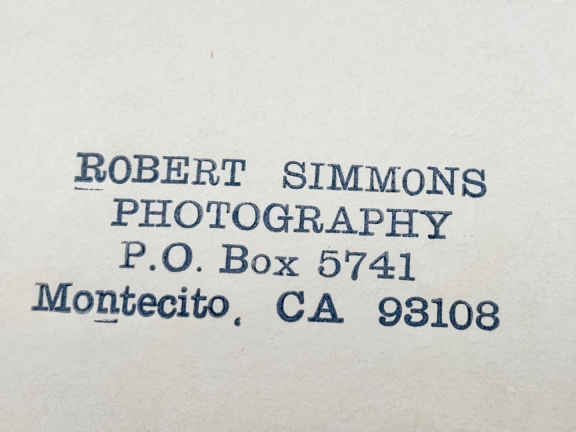 ROBERT SIMMONS
PHOTOGRAPHY
P.O. Box 5741
Montecito, CA 93108